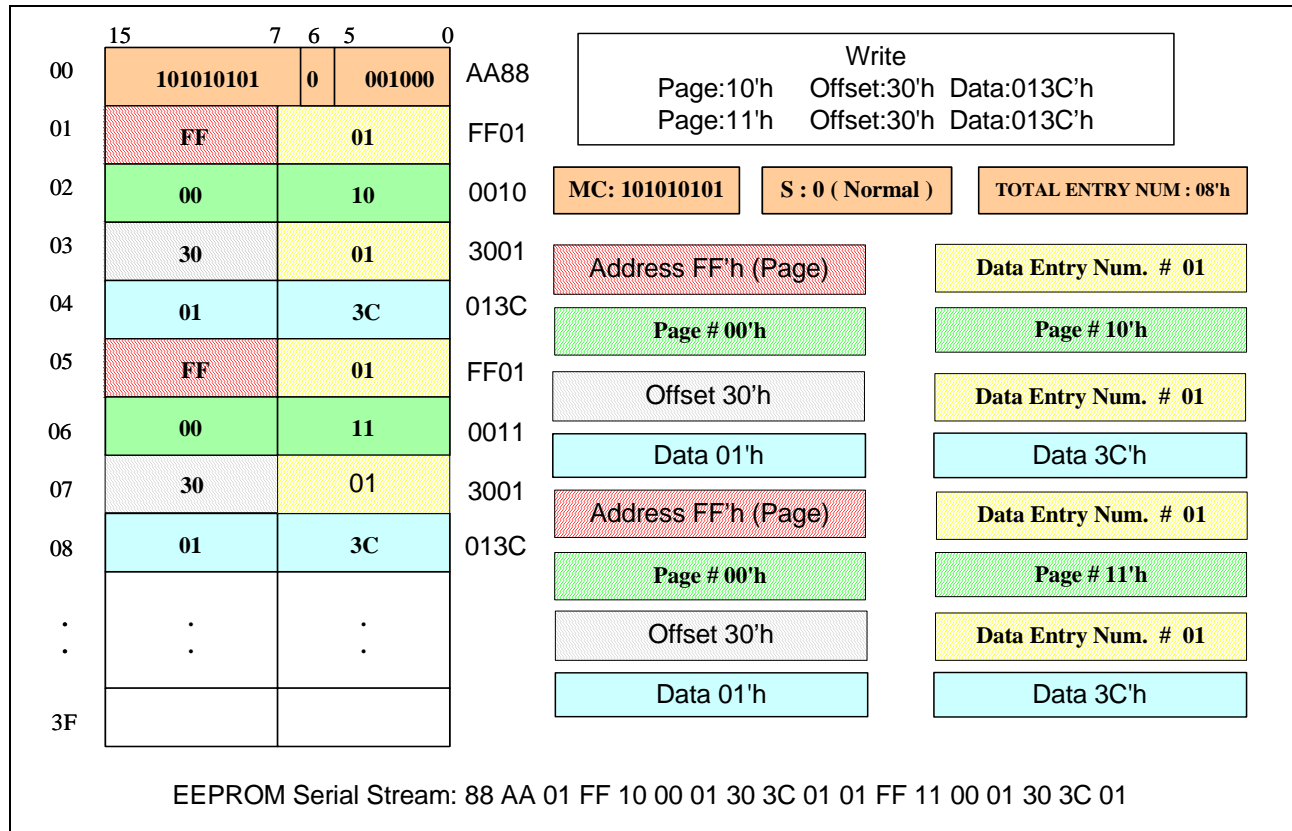 15 7 6 5 0
00 101010101 0 001000 AA88
01 FF 01 FF01
02 00 10 0010
03 30 01 3001
04 01 3C 013C
05 FF 01 FF01
06 00 11 0011
07 30 01 3001
08 01 3C 013C
: : :
3F
Write
Page:10'h Offset:30'h Data:013C'h
Page:11'h Offset:30'h Data:013C'h
MC: 101010101 S : 0 ( Normal ) TOTAL ENTRY NUM : 08'h
Address FF'h (Page) Data Entry Num. # 01
Page # 00'h Page # 10'h
Offset 30'h Data Entry Num. # 01
Data 01'h Data 3C'h
Address FF'h (Page) Data Entry Num. # 01
Page # 00'h Page # 11'h
Offset 30'h Data Entry Num. # 01
Data 01'h Data 3C'h
EEPROM Serial Stream: 88 AA 01 FF 10 00 01 30 3C 01 01 FF 11 00 01 30 3C 01